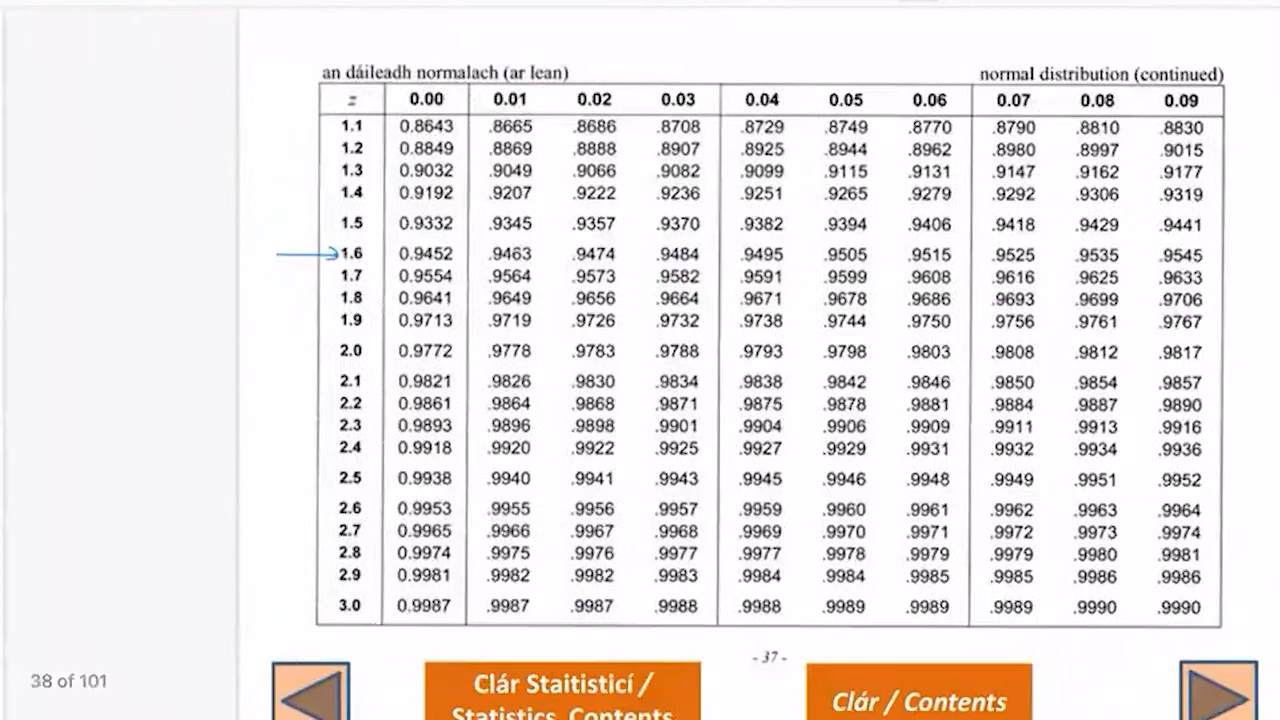 an dáileadh normalach (ar lean) normal distribution (continued)
z 0.00 0.01 0.02 0.03 0.04 0.05 0.06 0.07 0.08 0.09
1.1 0.8643 .8665 .8686 .8708 .8729 .8749 .8770 .8790 .8810 .8830
1.2 0.8849 .8869 .8888 .8907 .8925 .8944 .8962 .8980 .8997 .9015
1.3 0.9032 .9049 .9066 .9082 .9099 .9115 .9131 .9147 .9162 .9177
1.4 0.9192 .9207 .9222 .9236 .9251 .9265 .9279 .9292 .9306 .9319
1.5 0.9332 .9345 .9357 .9370 .9382 .9394 .9406 .9418 .9429 .9441
1.6 0.9452 .9463 .9474 .9484 .9495 .9505 .9515 .9525 .9535 .9545
1.7 0.9554 .9564 .9573 .9582 .9591 .9599 .9608 .9616 .9625 .9633
1.8 0.9641 .9649 .9656 .9664 .9671 .9678 .9686 .9693 .9699 .9706
1.9 0.9713 .9719 .9726 .9732 .9738 .9744 .9750 .9756 .9761 .9767
2.0 0.9772 .9778 .9783 .9788 .9793 .9798 .9803 .9808 .9812 .9817
2.1 0.9821 .9826 .9830 .9834 .9838 .9842 .9846 .9850 .9854 .9857
2.2 0.9861 .9864 .9868 .9871 .9875 .9878 .9881 .9884 .9887 .9890
2.3 0.9893 .9896 .9898 .9901 .9904 .9906 .9909 .9911 .9913 .9916
2.4 0.9918 .9920 .9922 .9925 .9927 .9929 .9931 .9932 .9934 .9936
2.5 0.9938 .9940 .9941 .9943 .9945 .9946 .9948 .9949 .9951 .9952
2.6 0.9953 .9955 .9956 .9957 .9959 .9960 .9961 .9962 .9963 .9964
2.7 0.9965 .9966 .9967 .9968 .9969 .9970 .9971 .9972 .9973 .9974
2.8 0.9974 .9975 .9976 .9977 .9977 .9978 .9979 .9979 .9980 .9981
2.9 0.9981 .9982 .9982 .9983 .9984 .9984 .9985 .9985 .9986 .9986
3.0 0.9987 .9987 .9987 .9988 .9988 .9989 .9989 .9989 .9990 .9990
- 37 -
38 of 101
Clár Staitisticí /
Statistics Contents
Clár / Contents